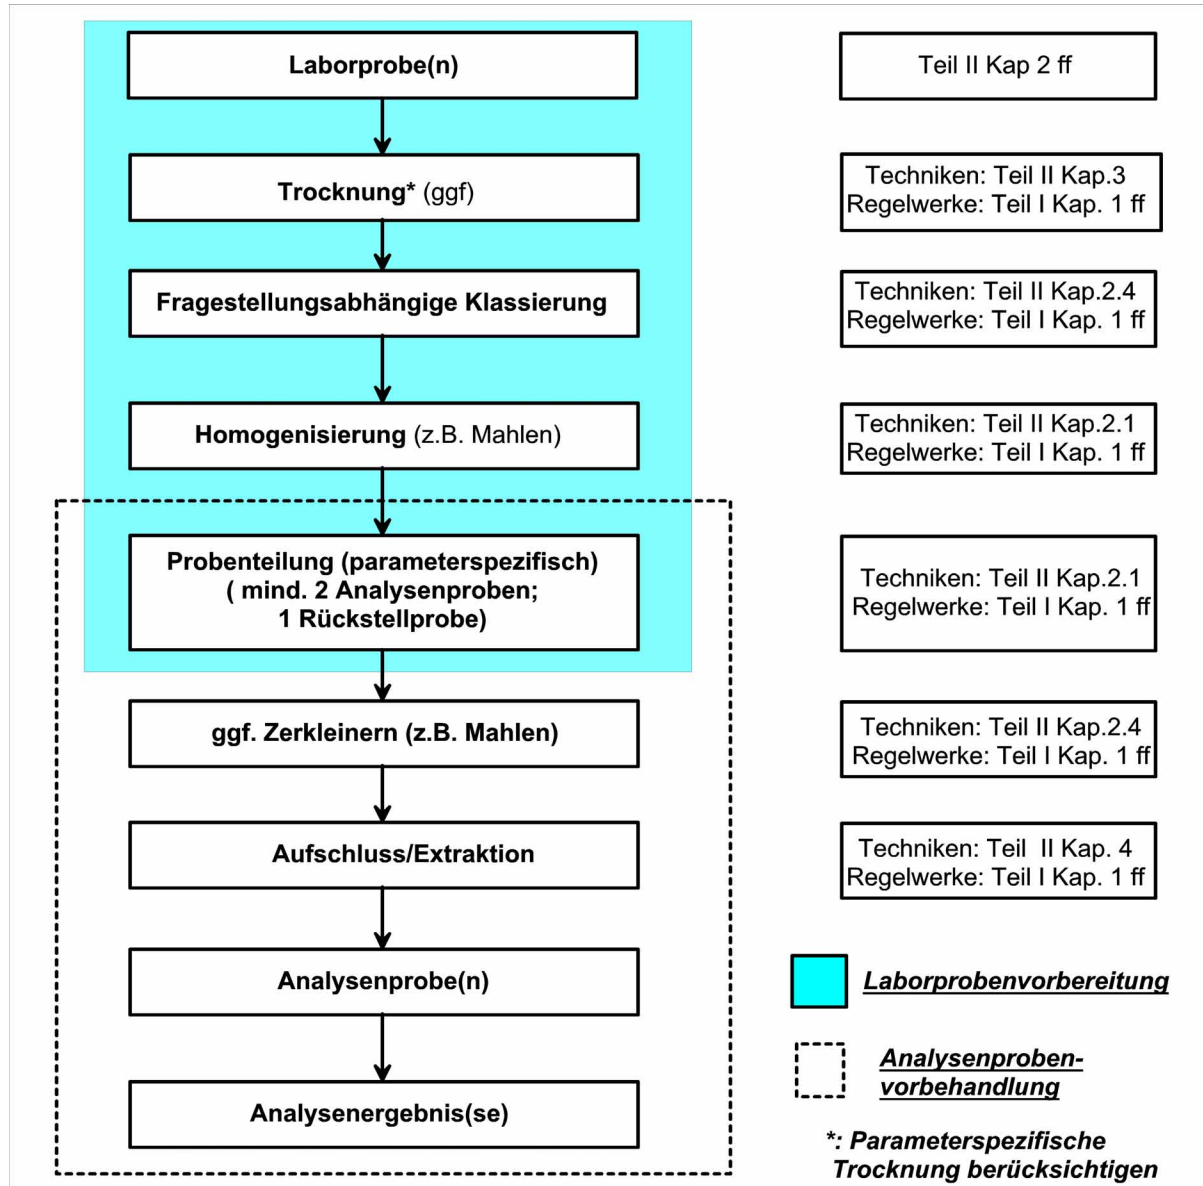 Laborprobe(n)
Teil II Kap 2 ff
Trocknung* (ggf)
Techniken: Teil II Kap.3
Regelwerke: Teil I Kap. 1 ff
Fragestellungsabhängige Klassierung
Techniken: Teil II Kap.2.4
Regelwerke: Teil I Kap. 1 ff
Homogenisierung (z.B. Mahlen)
Techniken: Teil II Kap.2.1
Regelwerke: Teil I Kap. 1 ff
Probenteilung (parameterspezifisch)
( mind. 2 Analysenproben;
1 Rückstellprobe)
Techniken: Teil II Kap.2.1
Regelwerke: Teil I Kap. 1 ff
ggf. Zerkleinern (z.B. Mahlen)
Techniken: Teil II Kap.2.4
Regelwerke: Teil I Kap. 1 ff
Aufschluss/Extraktion
Techniken: Teil II Kap. 4
Regelwerke: Teil I Kap. 1 ff
Analysenprobe(n)
Analysenergebnis(se)
Laborprobenvorbereitung
Analysenproben-
vorbehandlung
*: Parameterspezifische
Trocknung berücksichtigen